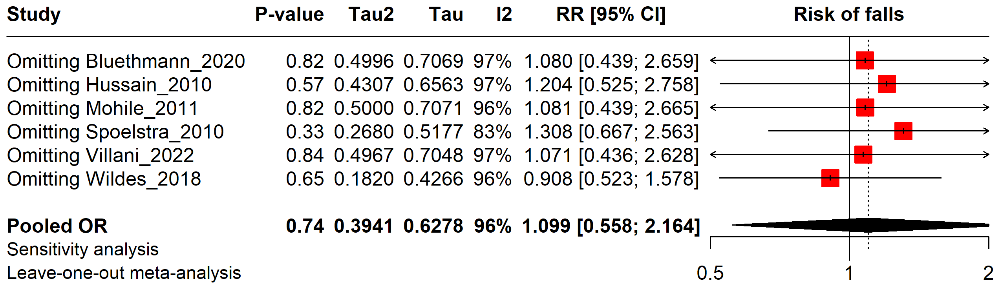 Study P-value Tau2 Tau I2 RR [95% CI] Risk of falls
Omitting Bluethmann_2020 0.82 0.4996 0.7069 97% 1.080 [0.439; 2.659]
Omitting Hussain_2010 0.57 0.4307 0.6563 97% 1.204 [0.525; 2.758]
Omitting Mohile_2011 0.82 0.5000 0.7071 96% 1.081 [0.439; 2.665]
Omitting Spoelstra_2010 0.33 0.2680 0.5177 83% 1.308 [0.667; 2.563]
Omitting Villani_2022 0.84 0.4967 0.7048 97% 1.071 [0.436; 2.628]
Omitting Wildes_2018 0.65 0.1820 0.4266 96% 0.908 [0.523; 1.578]
Pooled OR 0.74 0.3941 0.6278 96% 1.099 [0.558; 2.164]
Sensitivity analysis
Leave-one-out meta-analysis 0.5 1 2